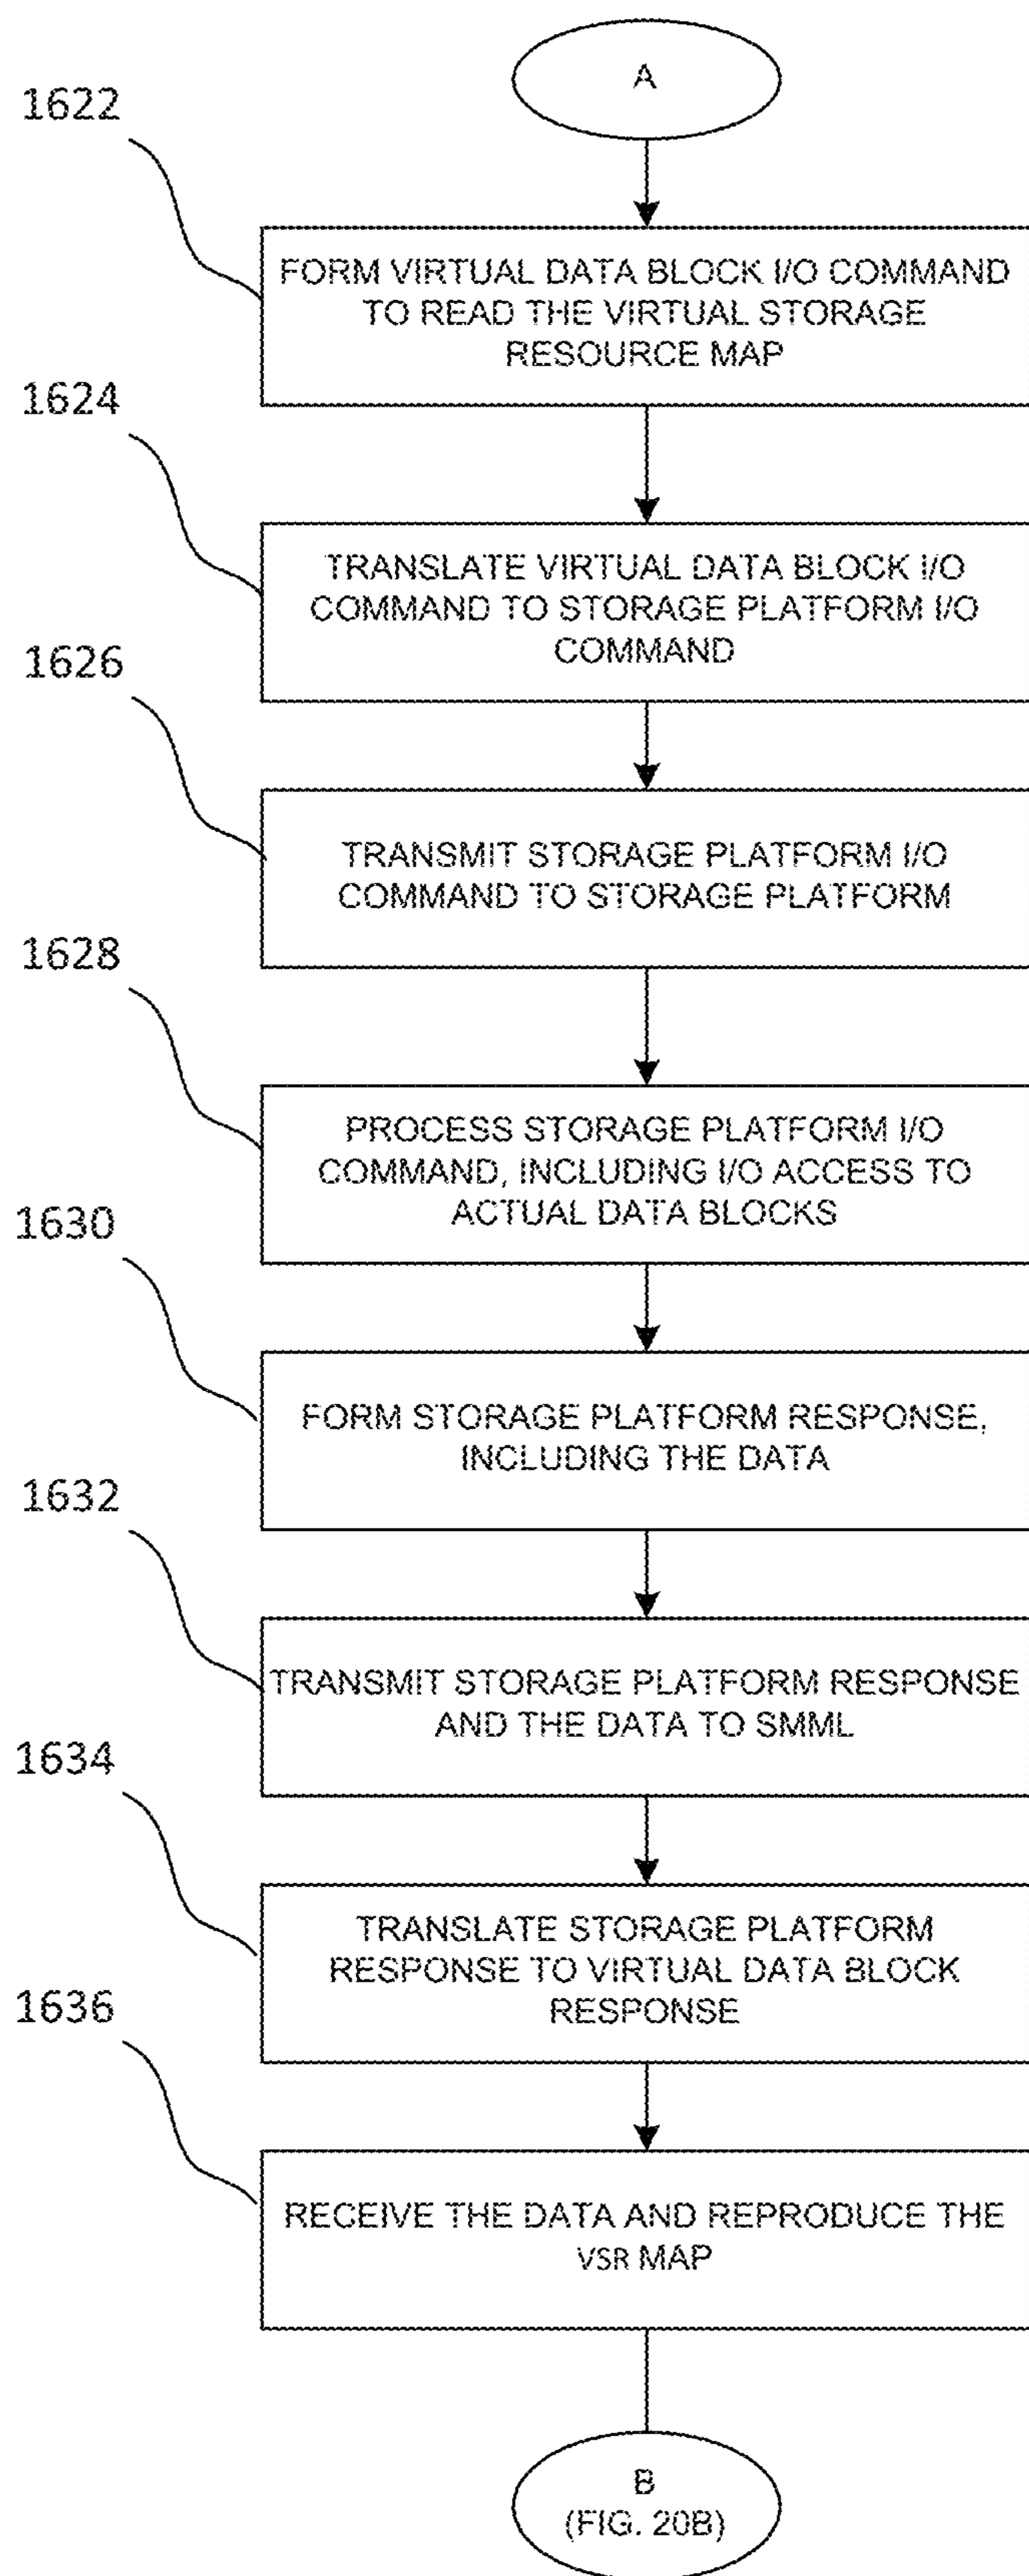 A
1622
FORM VIRTUAL DATA BLOCK I/O COMMAND
TO READ THE VIRTUAL STORAGE
RESOURCE MAP
1624
TRANSLATE VIRTUAL DATA BLOCK I/O
COMMAND TO STORAGE PLATFORM I/O
COMMAND
1626
TRANSMIT STORAGE PLATFORM I/O
COMMAND TO STORAGE PLATFORM
1628
PROCESS STORAGE PLATFORM I/O
COMMAND, INCLUDING I/O ACCESS TO
ACTUAL DATA BLOCKS
1630
FORM STORAGE PLATFORM RESPONSE,
INCLUDING THE DATA
1632
TRANSMIT STORAGE PLATFORM RESPONSE
AND THE DATA TO SMML
1634
TRANSLATE STORAGE PLATFORM
RESPONSE TO VIRTUAL DATA BLOCK
RESPONSE
1636
RECEIVE THE DATA AND REPRODUCE THE
VSR MAP
B
(FIG. 20B)